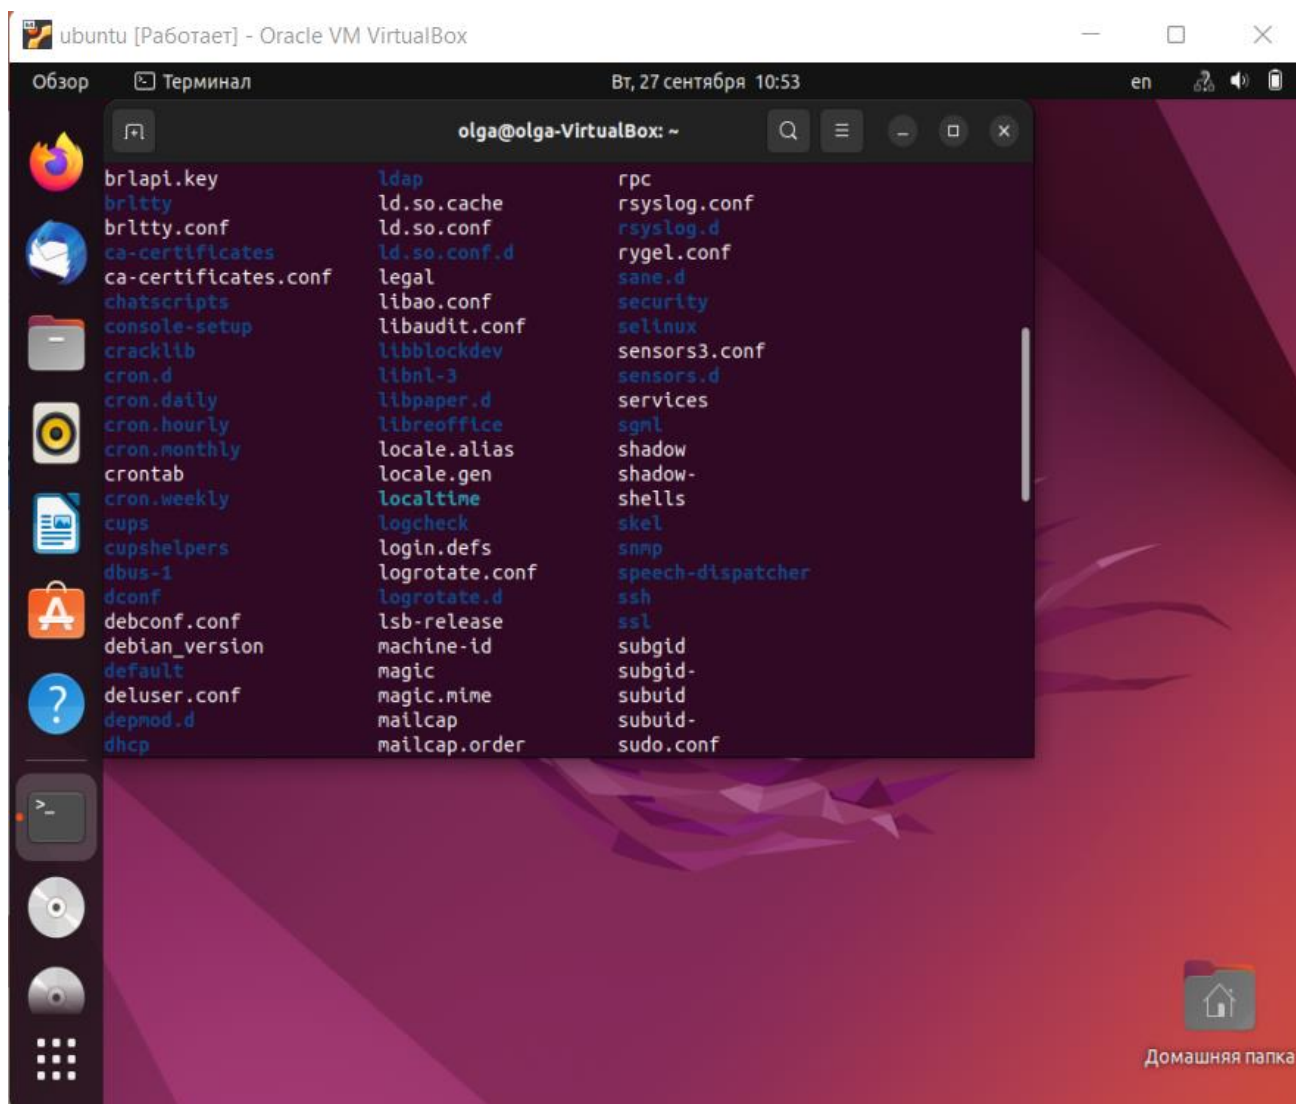 ubuntu [Работает] - Oracle VM VirtualBox
Обзор Терминал Вт, 27 сентября 10:53 en
olga@olga-VirtualBox: ~
brlapi.key ldap rpc
brltty ld.so.cache rsyslog.conf
brltty.conf ld.so.conf rsyslog.d
ca-certificates ld.so.conf.d rygel.conf
ca-certificates.conf legal sane.d
chatscripts libao.conf security
console-setup libaudit.conf selinux
cracklib libblockdev sensors3.conf
cron.d libnl-3 sensors.d
cron.daily libpaper.d services
cron.hourly libreoffice sgml
cron.monthly locale.alias shadow
crontab locale.gen shadow-
cron.weekly localtime shells
cups logcheck skel
cupshelpers login.defs snmp
dbus-1 logrotate.conf speech-dispatcher
dconf logrotate.d ssh
debconf.conf lsb-release ssl
debian_version machine-id subgid
default magic subgid-
deluser.conf magic.mime subuid
depmod.d mailcap subuid-
dhcp mailcap.order sudo.conf
Домашняя папка